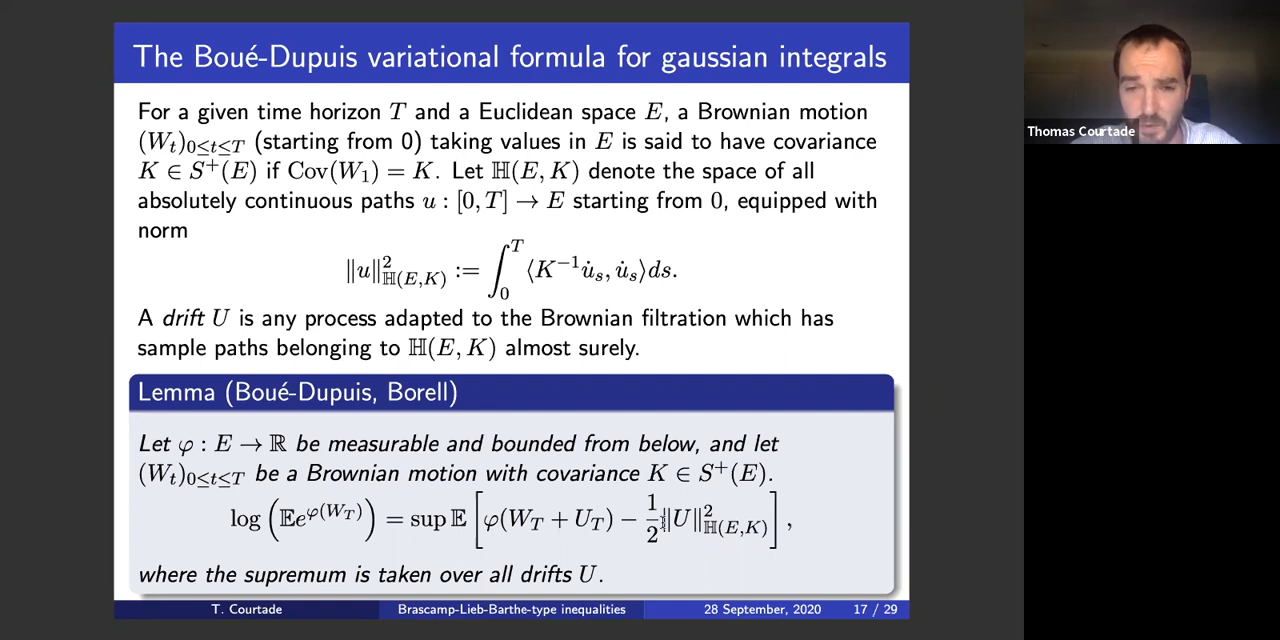 The Boué-Dupuis variational formula for gaussian integrals
For a given time horizon T and a Euclidean space E, a Brownian motion
(W_t)_{0≤t≤T} (starting from 0) taking values in E is said to have covariance
K ∈ S^+(E) if Cov(W_1) = K. Let ℍ(E, K) denote the space of all
absolutely continuous paths u : [0, T] → E starting from 0, equipped with
norm
‖u‖²_{ℍ(E,K)} := ∫_0^T ⟨K^{-1}u̇_s, u̇_s⟩ds.
A drift U is any process adapted to the Brownian filtration which has
sample paths belonging to ℍ(E, K) almost surely.
Lemma (Boué-Dupuis, Borell)
Let φ : E → ℝ be measurable and bounded from below, and let
(W_t)_{0≤t≤T} be a Brownian motion with covariance K ∈ S^+(E).
log(𝔼e^{φ(W_T)}) = sup 𝔼[φ(W_T + U_T) − 1/2‖U‖²_{ℍ(E,K)}],
where the supremum is taken over all drifts U.
T. Courtade Brascamp-Lieb-Barthe-type inequalities 28 September, 2020 17 / 29
Thomas Courtade